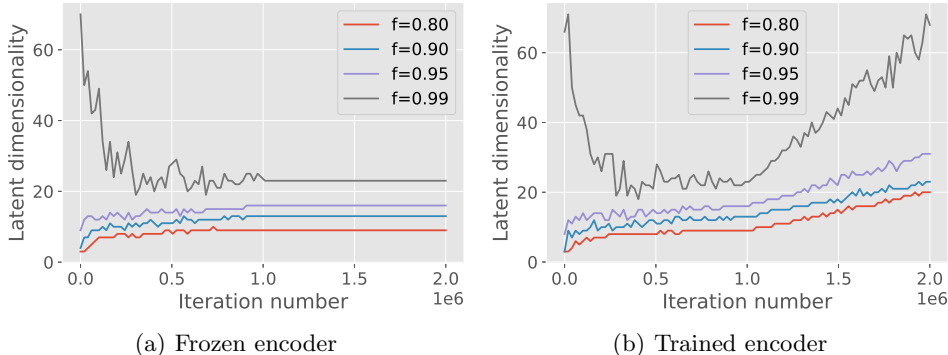 Latent dimensionality
60
40
20
0
f=0.80
f=0.90
f=0.95
f=0.99
0.0
0.5
1.0
1.5
2.0
1e6
Iteration number
(a) Frozen encoder
Latent dimensionality
60
40
20
0
f=0.80
f=0.90
f=0.95
f=0.99
0.0
0.5
1.0
1.5
2.0
1e6
Iteration number
(b) Trained encoder